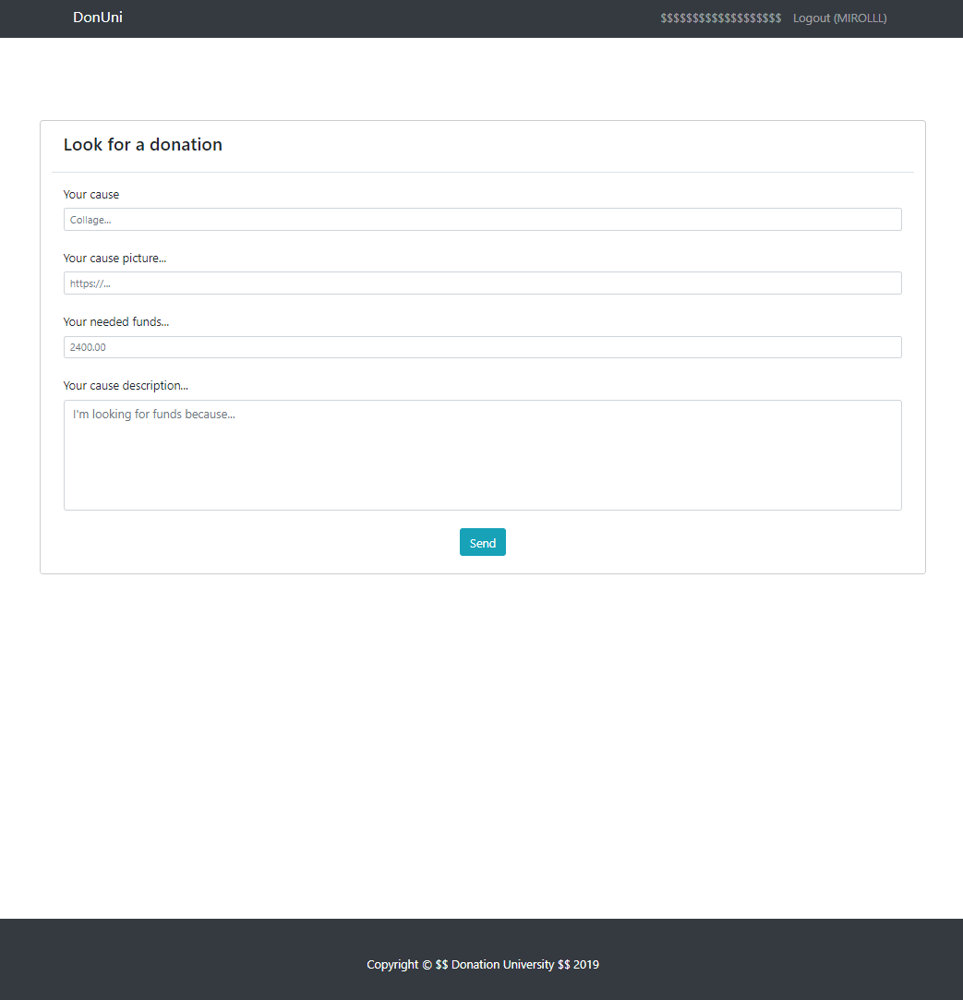 DonUni $$$$$$$$$$$$$$$$$$$ Logout (MIROLLL)
Look for a donation
Your cause
Collage...
Your cause picture...
https://...
Your needed funds...
2400.00
Your cause description...
I'm looking for funds because...
Send
Copyright © $$ Donation University $$ 2019